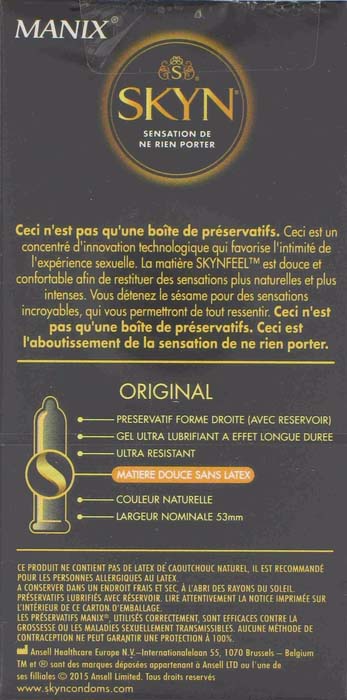 MANIX®
S
SKYN®
SENSATION DE
NE RIEN PORTER
Ceci n'est pas qu'une boîte de préservatifs. Ceci est un
concentré d'innovation technologique qui favorise l'intimité de
l'expérience sexuelle. La matière SKYNFEEL™ est douce et
confortable afin de restituer des sensations plus naturelles et plus
intenses. Vous détenez le sésame pour des sensations
incroyables, qui vous permettront de tout ressentir. Ceci n'est
pas qu'une boîte de préservatifs. Ceci est
l'aboutissement de la sensation de ne rien porter.
ORIGINAL
PRESERVATIF FORME DROITE (AVEC RESERVOIR)
GEL ULTRA LUBRIFIANT A EFFET LONGUE DUREE
ULTRA RESISTANT
MATIERE DOUCE SANS LATEX
COULEUR NATURELLE
LARGEUR NOMINALE 53mm
CE PRODUIT NE CONTIENT PAS DE LATEX DE CAOUTCHOUC NATUREL, IL EST RECOMMANDÉ
POUR LES PERSONNES ALLERGIQUES AU LATEX.
A CONSERVER DANS UN ENDROIT FRAIS ET SEC, À L'ABRI DES RAYONS DU SOLEIL.
PRÉSERVATIFS LUBRIFIÉS AVEC RÉSERVOIR. LIRE ATTENTIVEMENT LA NOTICE IMPRIMÉE SUR
L'INTÉRIEUR DE CE CARTON D'EMBALLAGE.
LES PRÉSERVATIFS MANIX®, UTILISÉS CORRECTEMENT, SONT EFFICACES CONTRE LA
GROSSESSE OU LES MALADIES SEXUELLEMENT TRANSMISSIBLES. AUCUNE MÉTHODE DE
CONTRACEPTION NE PEUT GARANTIR UNE PROTECTION À 100%.
Ansell Healthcare Europe N.V.–Internationalelaan 55, 1070 Brussels – Belgium
TM et ® sont des marques déposées appartenant à Ansell LTD ou l'une de
ses filiales © 2015 Ansell Limited. Tous droits réservés
www.skyncondoms.com